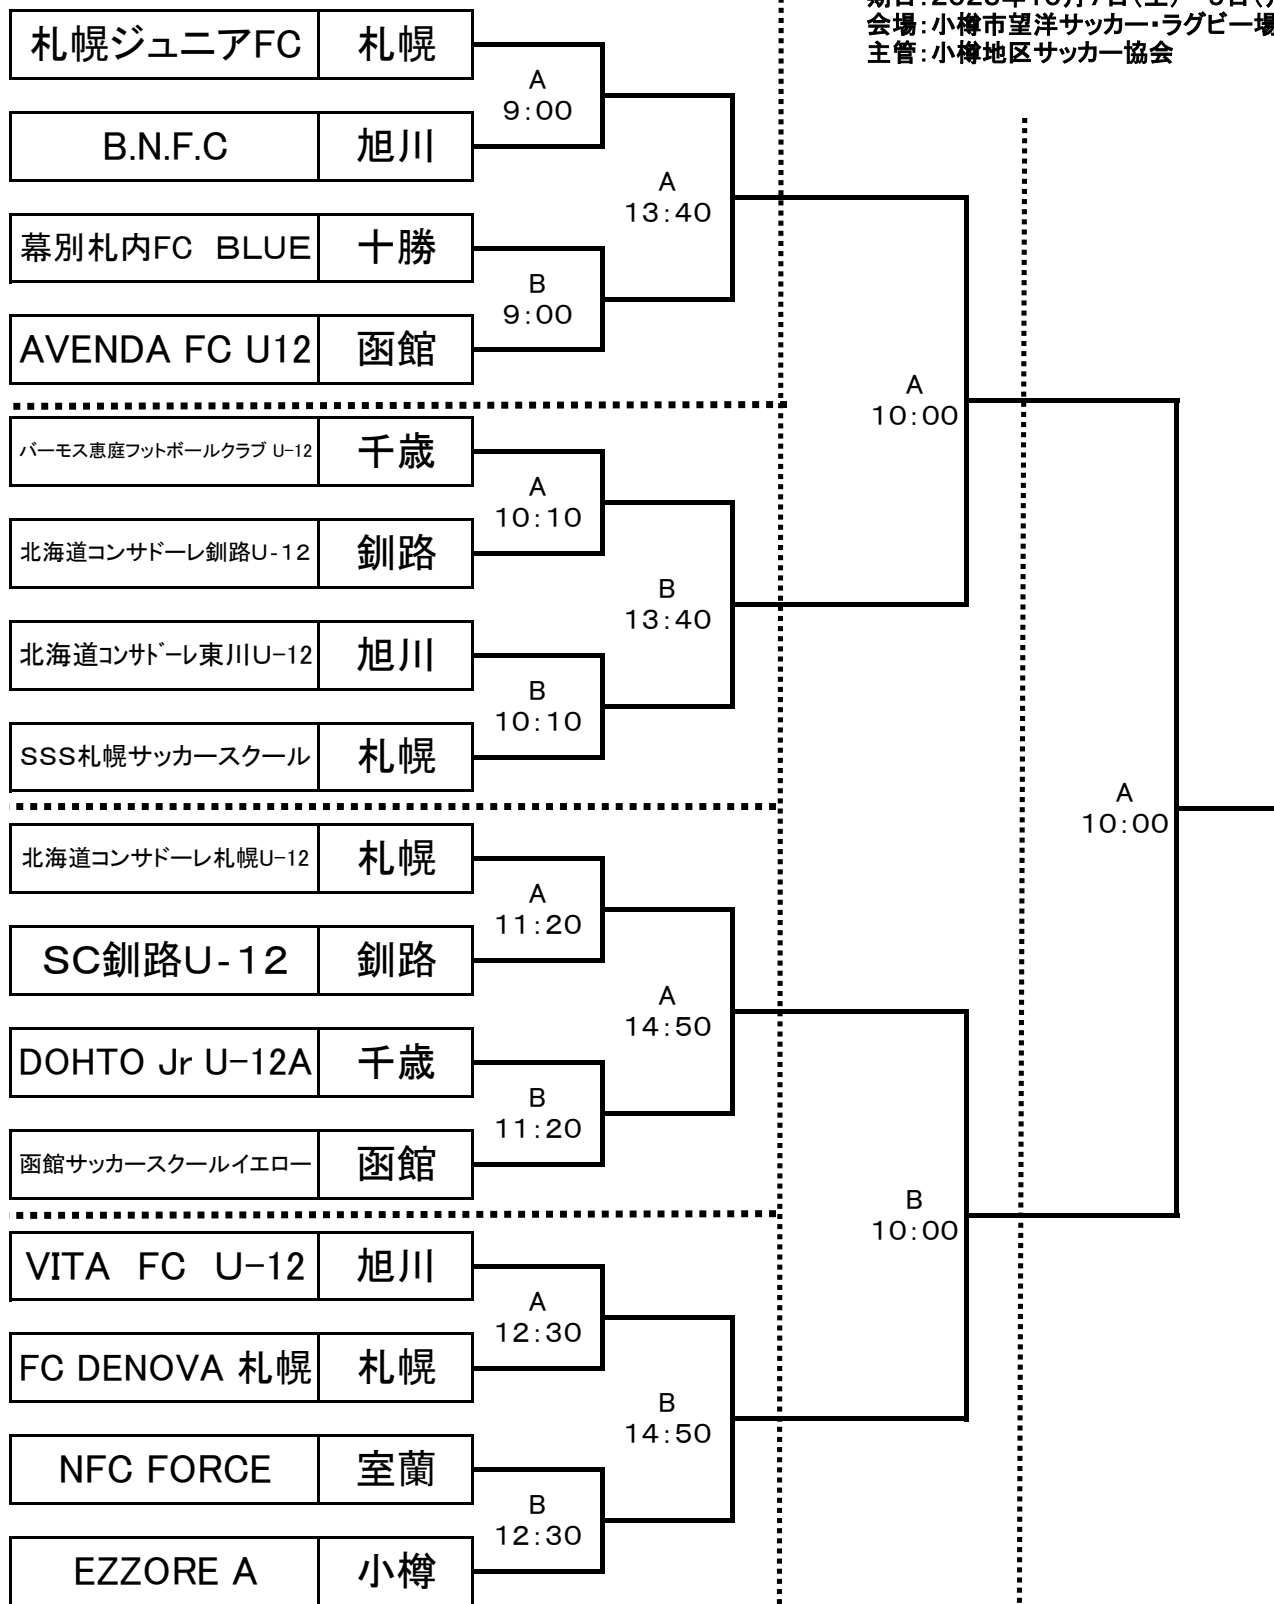 会場：小樽市望洋サッカー・ラグビー場
主管：小樽地区サッカー協会
札幌ジュニアFC 札幌
A
9：00
B.N.F.C 旭川
A
13：40
幕別札内FC　BLUE 十勝
B
9：00
AVENDA FC U12 函館
A
10：00
バーモス恵庭フットボールクラブ U-12 千歳
A
10：10
北海道コンサドーレ釧路U-12 釧路
B
13：40
北海道ｺﾝｻﾄﾞｰﾚ東川U-12 旭川
B
10：10
SSS札幌サッカースクール 札幌
A
10：00
北海道コンサドーレ札幌U-12 札幌
A
11：20
SC釧路U-12 釧路
A
14：50
DOHTO Jr U-12A 千歳
B
11：20
函館サッカースクールイエロー 函館
B
10：00
VITA　FC　U-12 旭川
A
12：30
FC DENOVA 札幌 札幌
B
14：50
NFC FORCE 室蘭
B
12：30
EZZORE A 小樽